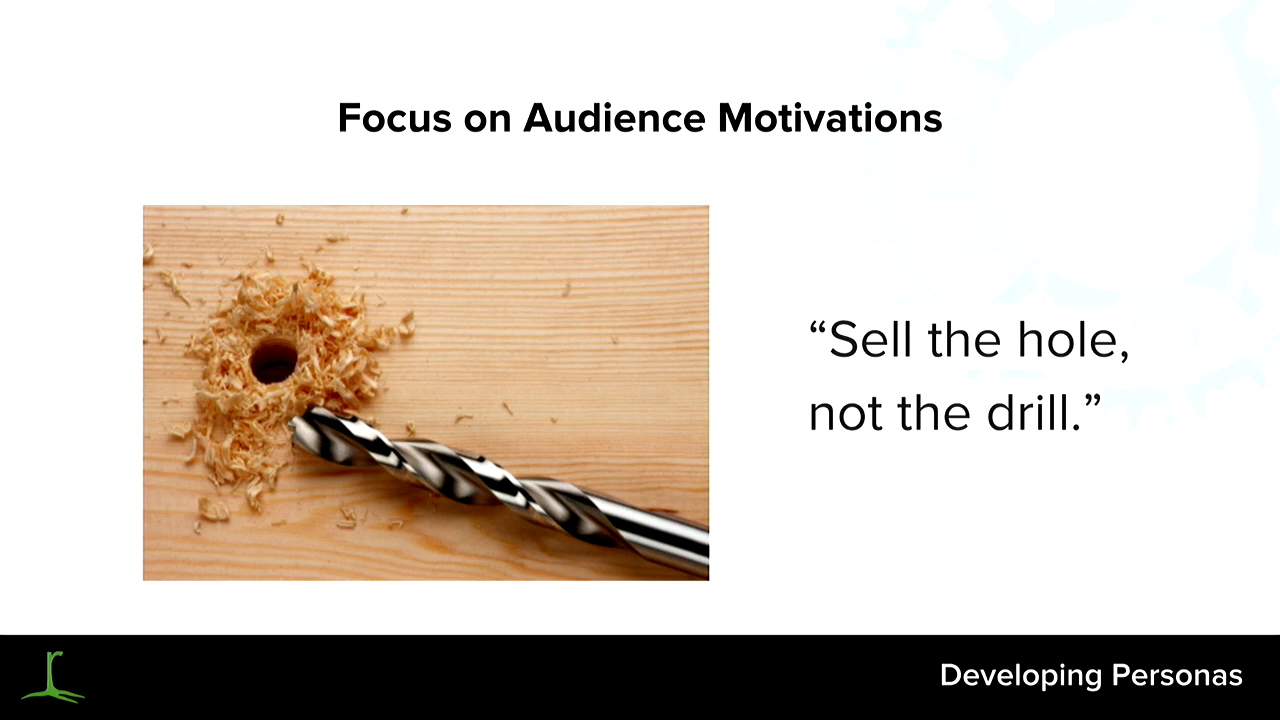 Focus on Audience Motivations
“Sell the hole,
not the drill.”
Developing Personas